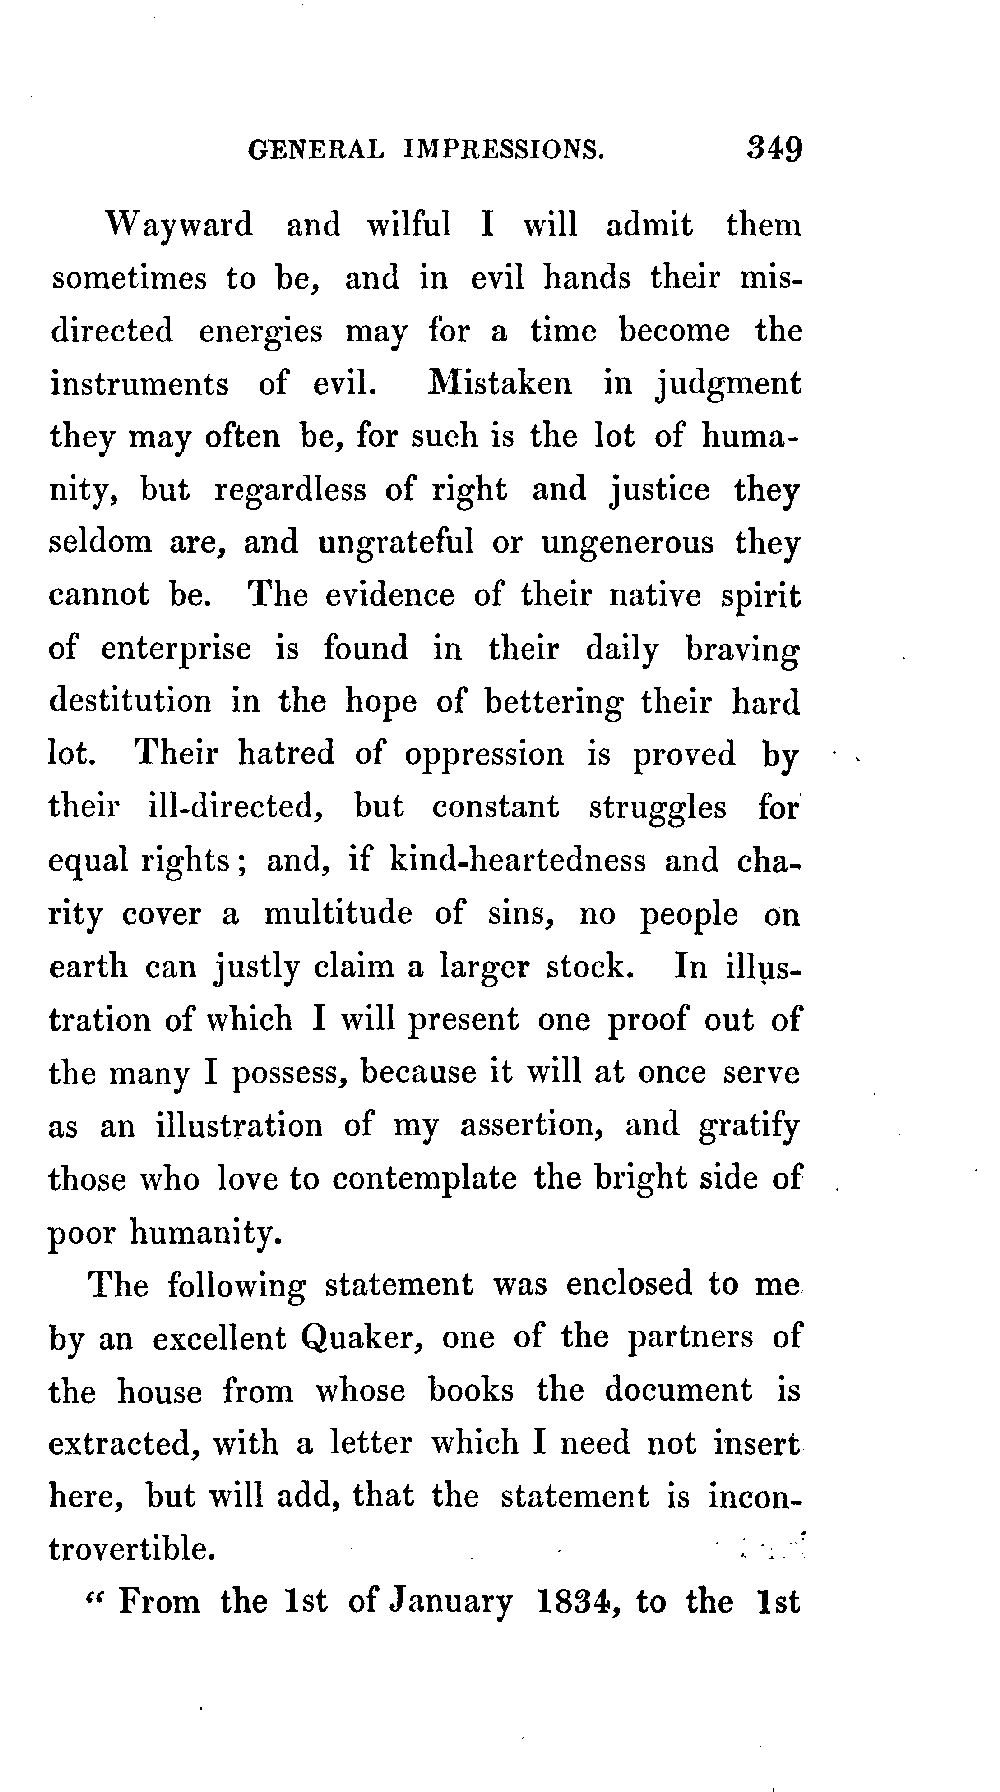 GENERAL IMPRESSIONS. 349
Wayward and wilful I will admit them
sometimes to be, and in evil hands their mis-
directed energies may for a time become the
instruments of evil. Mistaken in judgment
they may often be, for such is the lot of huma-
nity, but regardless of right and justice they
seldom are, and ungrateful or ungenerous they
cannot be. The evidence of their native spirit
of enterprise is found in their daily braving
destitution in the hope of bettering their hard
lot. Their hatred of oppression is proved by
their ill-directed, but constant struggles for
equal rights; and, if kind-heartedness and cha-
rity cover a multitude of sins, no people on
earth can justly claim a larger stock. In illus-
tration of which I will present one proof out of
the many I possess, because it will at once serve
as an illustration of my assertion, and gratify
those who love to contemplate the bright side of
poor humanity.
The following statement was enclosed to me
by an excellent Quaker, one of the partners of
the house from whose books the document is
extracted, with a letter which I need not insert
here, but will add, that the statement is incon-
trovertible.
“ From the 1st of January 1834, to the 1st